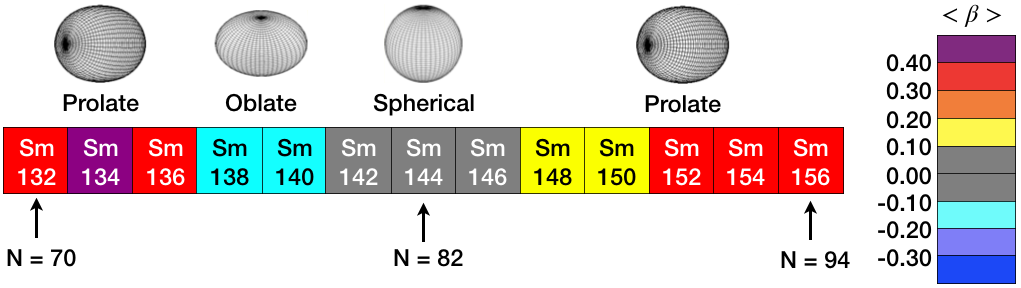 < β >
Prolate Oblate Spherical Prolate
Sm Sm Sm Sm Sm Sm Sm Sm Sm Sm Sm Sm Sm
132 134 136 138 140 142 144 146 148 150 152 154 156
N = 70 N = 82 N = 94
0.40
0.30
0.20
0.10
0.00
-0.10
-0.20
-0.30